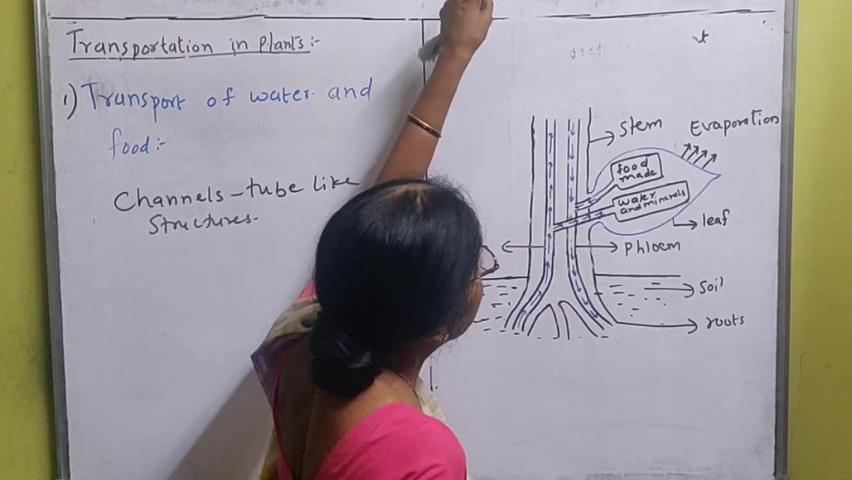 Transportation in plants:-
1) Transport of water and
food:-
Channels - tube like
structures.
stem
Evaporation
food
made
water
and minerals
leaf
phloem
soil
roots